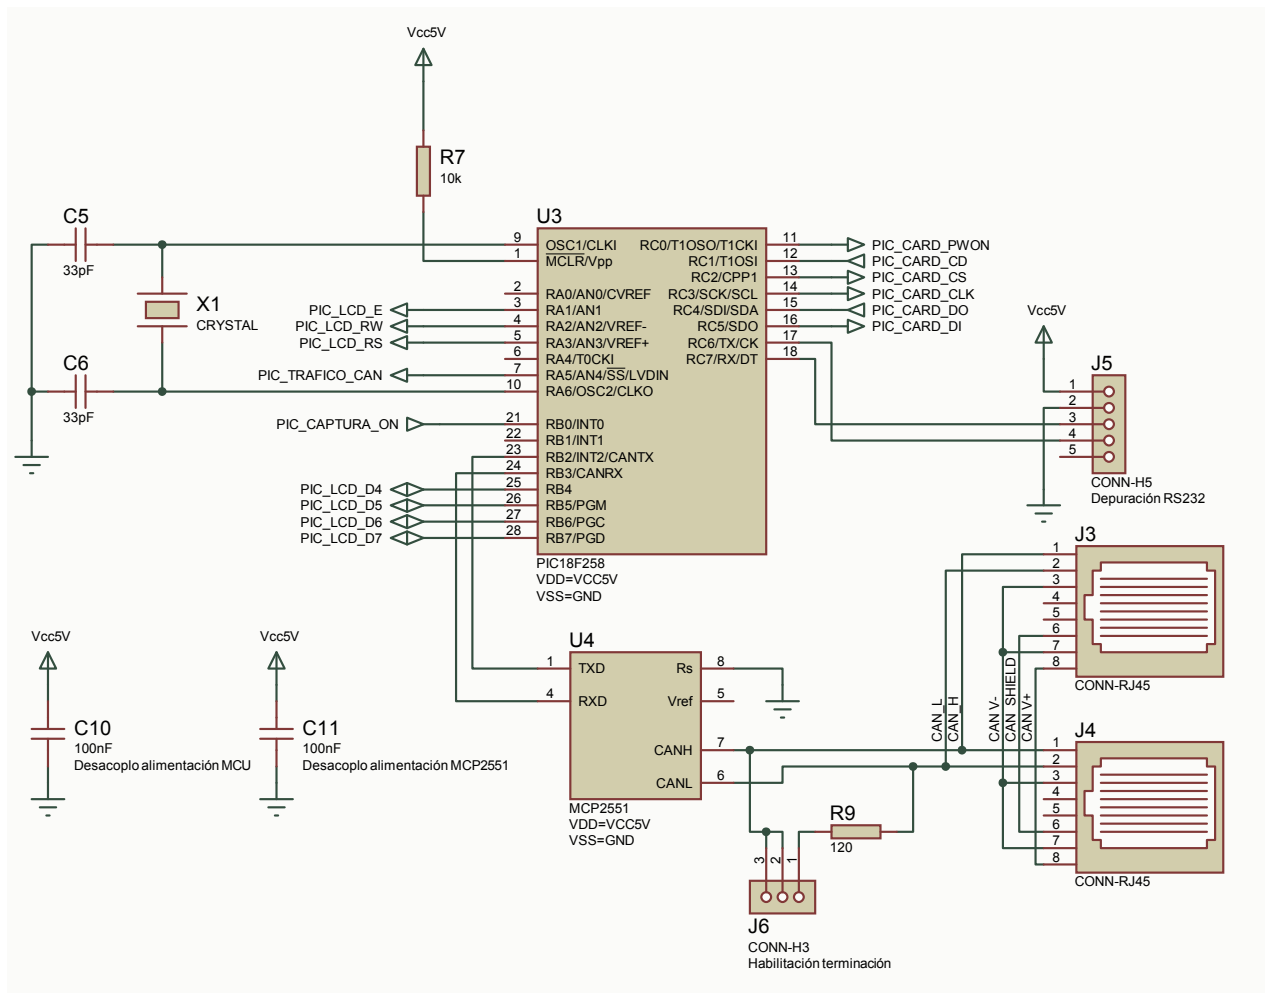 Vcc5V
R7
10k
C5
33pF
X1
CRYSTAL
C6
33pF
U3
9 OSC1/CLKI
1 MCLR/Vpp
2 RA0/AN0/CVREF
PIC_LCD_E 3 RA1/AN1
PIC_LCD_RW 4 RA2/AN2/VREF-
PIC_LCD_RS 5 RA3/AN3/VREF+
6 RA4/T0CKI
PIC_TRAFICO_CAN 7 RA5/AN4/SS/LVDIN
10 RA6/OSC2/CLKO
PIC_CAPTURA_ON 21 RB0/INT0
22 RB1/INT1
23 RB2/INT2/CANTX
24 RB3/CANRX
PIC_LCD_D4 25 RB4
PIC_LCD_D5 26 RB5/PGM
PIC_LCD_D6 27 RB6/PGC
PIC_LCD_D7 28 RB7/PGD
RC0/T1OSO/T1CKI 11 PIC_CARD_PWON
RC1/T1OSI 12 PIC_CARD_CD
RC2/CPP1 13 PIC_CARD_CS
RC3/SCK/SCL 14 PIC_CARD_CLK
RC4/SDI/SDA 15 PIC_CARD_DO
RC5/SDO 16 PIC_CARD_DI
RC6/TX/CK 17
RC7/RX/DT 18
PIC18F258
VDD=VCC5V
VSS=GND
Vcc5V
J5
1
2
3
4
5
CONN-H5
Depuración RS232
J3
1
2
3
4
5
6
7
8
CONN-RJ45
Vcc5V
C10
100nF
Desacoplo alimentación MCU
Vcc5V
C11
100nF
Desacoplo alimentación MCP2551
U4
1 TXD
4 RXD
Rs 8
Vref 5
CANH 7
CANL 6
MCP2551
VDD=VCC5V
VSS=GND
CAN_L
CAN_H
CAN V-
CAN_SHIELD
CAN V+
J4
1
2
3
4
5
6
7
8
CONN-RJ45
R9
120
3 2 1
J6
CONN-H3
Habilitación terminación